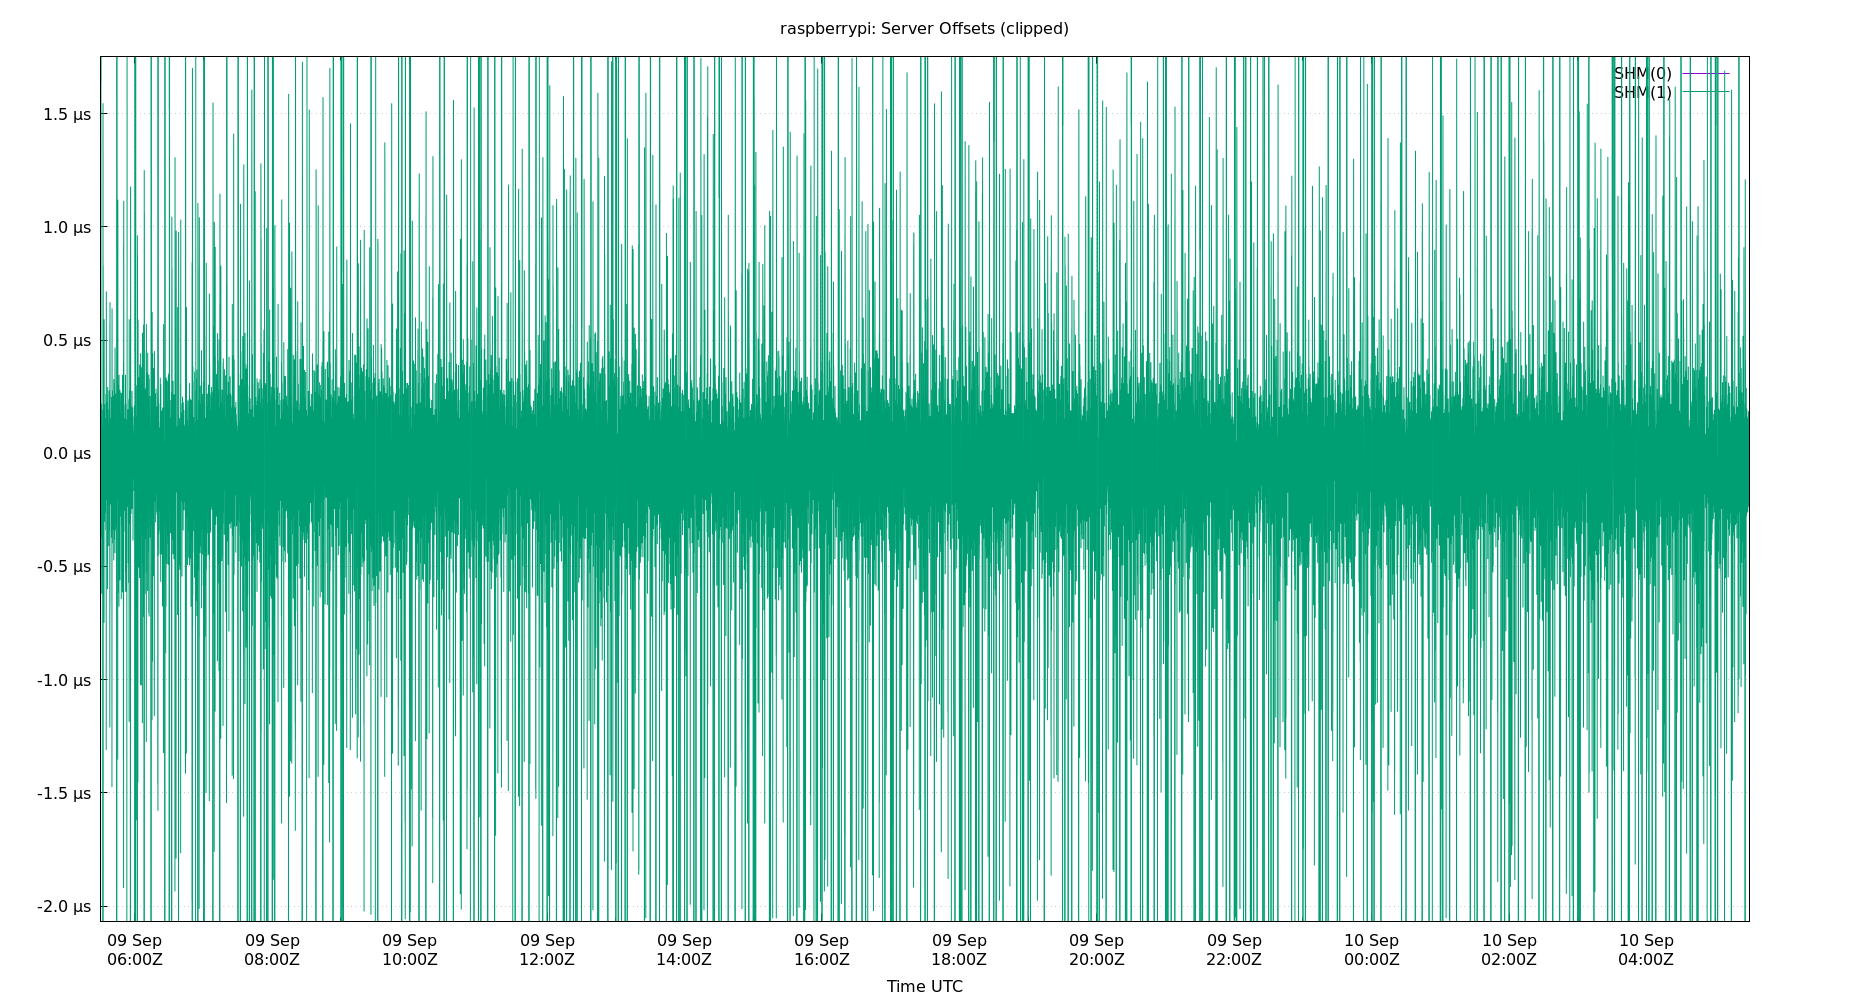 raspberrypi: Server Offsets (clipped)
SHM(0)
SHM(1)
1.5 µs
1.0 µs
0.5 µs
0.0 µs
-0.5 µs
-1.0 µs
-1.5 µs
-2.0 µs
09 Sep 09 Sep 09 Sep 09 Sep 09 Sep 09 Sep 09 Sep 09 Sep 09 Sep 10 Sep 10 Sep 10 Sep
06:00Z 08:00Z 10:00Z 12:00Z 14:00Z 16:00Z 18:00Z 20:00Z 22:00Z 00:00Z 02:00Z 04:00Z
Time UTC